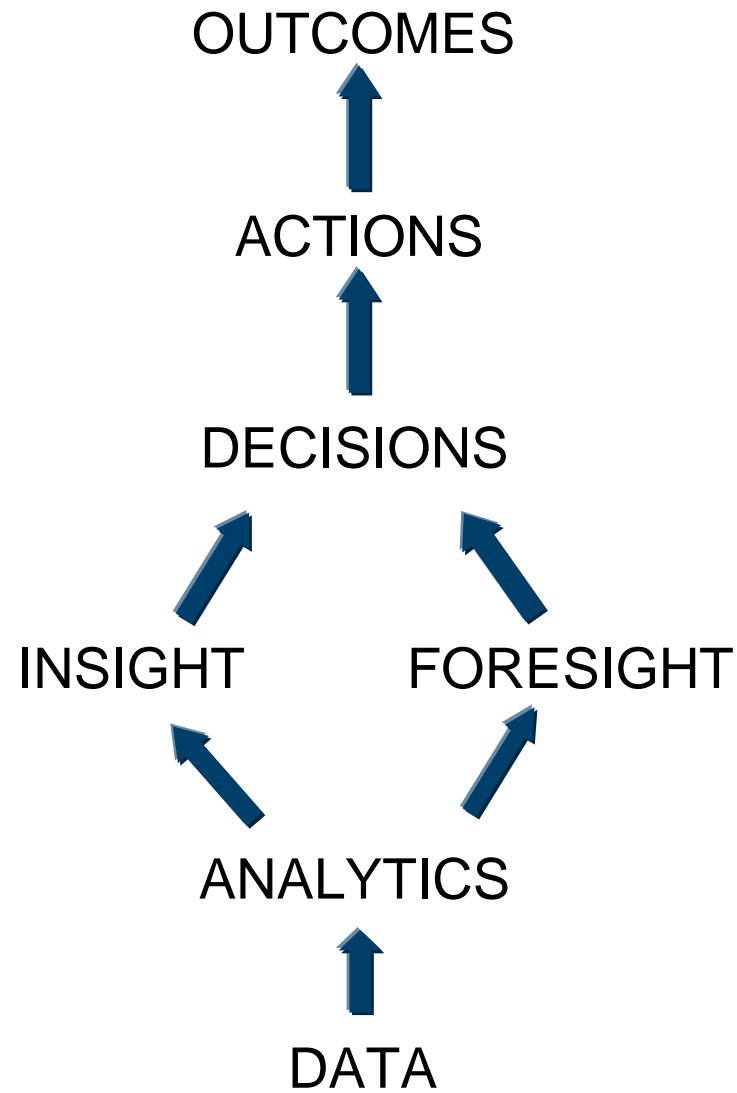 OUTCOMES
ACTIONS
DECISIONS
INSIGHT FORESIGHT
ANALYTICS
DATA